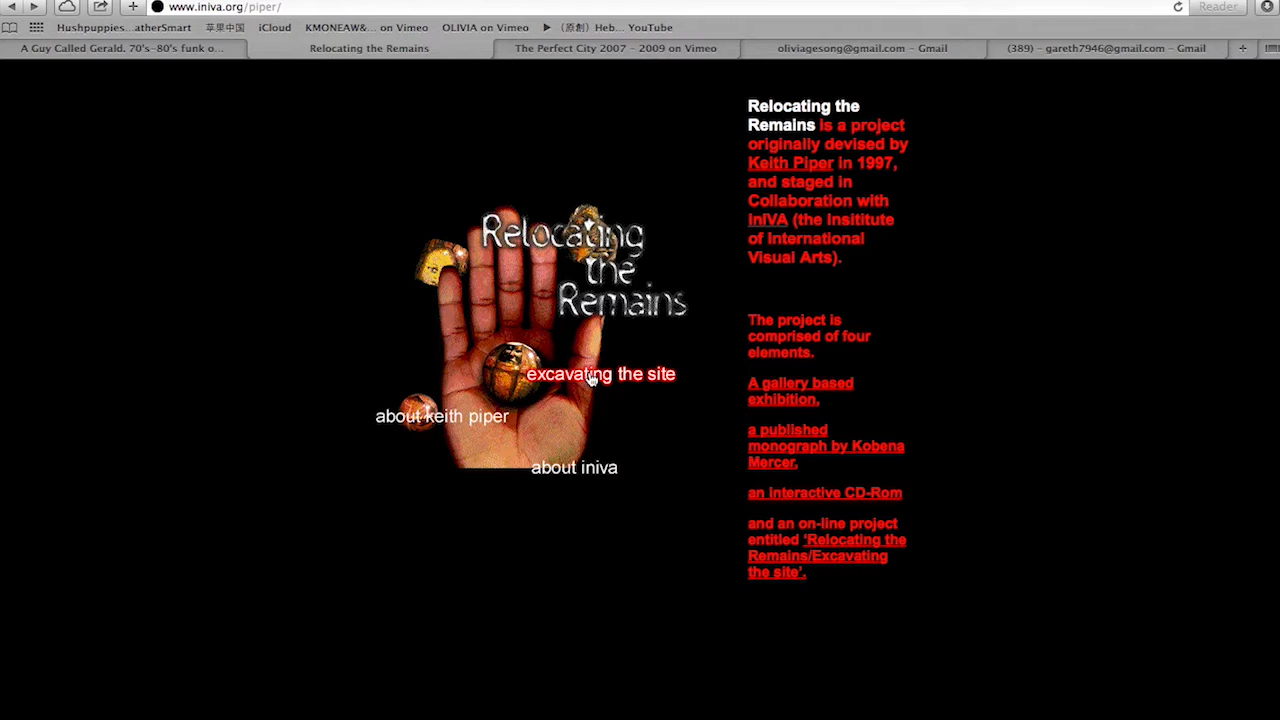 www.iniva.org/piper/
Reader
Hushpuppies...atherSmart 苹果中国 iCloud KMONEAW&... on Vimeo OLIVIA on Vimeo ▶ (原創) Heb... YouTube
A Guy Called Gerald. 70's-80's funk o... Relocating the Remains The Perfect City 2007 - 2009 on Vimeo oliviagesong@gmail.com - Gmail (389) - gareth7946@gmail.com - Gmail
Relocating
the
Remains
excavating the site
about keith piper
about iniva
Relocating the
Remains is a project
originally devised by
Keith Piper in 1997,
and staged in
Collaboration with
inIVA (the Insititute
of International
Visual Arts).
The project is
comprised of four
elements.
A gallery based
exhibition,
a published
monograph by Kobena
Mercer,
an interactive CD-Rom
and an on-line project
entitled ‘Relocating the
Remains/Excavating
the site’.